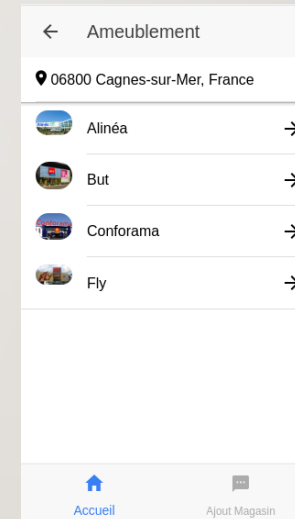 Ameublement
06800 Cagnes-sur-Mer, France
Alinéa
But
Conforama
Fly
Accueil
Ajout Magasin